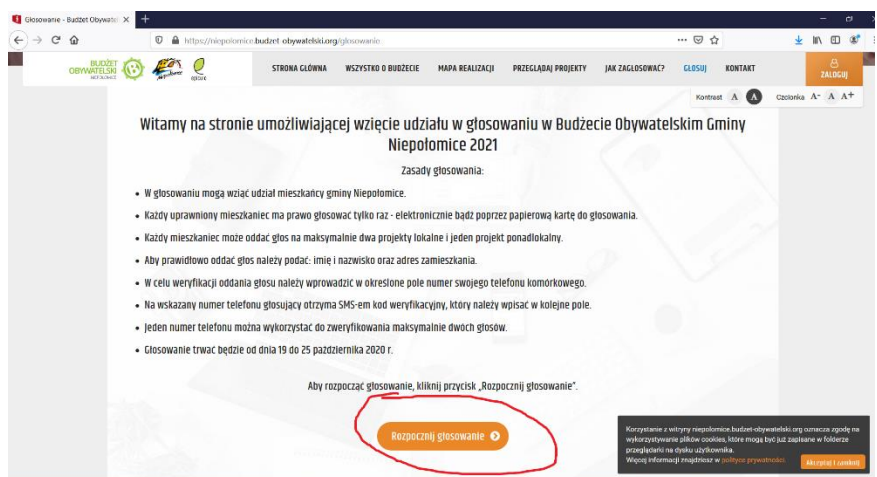 Głosowanie - Budżet Obywatel
https://niepolomice.budzet-obywatelski.org/glosowanie
BUDŻET OBYWATELSKI NIEPOŁOMICE
STRONA GŁÓWNA WSZYSTKO O BUDŻECIE MAPA REALIZACJI PRZEGLĄDAJ PROJEKTY JAK ZAGŁOSOWAĆ? GŁOSUJ KONTAKT ZALOGUJ
Kontrast A A Czcionka A- A A+
Witamy na stronie umożliwiającej wzięcie udziału w głosowaniu w Budżecie Obywatelskim Gminy
Niepołomice 2021
Zasady głosowania:
• W głosowaniu mogą wziąć udział mieszkańcy gminy Niepołomice.
• Każdy uprawniony mieszkaniec ma prawo głosować tylko raz - elektronicznie bądź poprzez papierową kartę do głosowania.
• Każdy mieszkaniec może oddać głos na maksymalnie dwa projekty lokalne i jeden projekt ponadlokalny.
• Aby prawidłowo oddać głos należy podać: imię i nazwisko oraz adres zamieszkania.
• W celu weryfikacji oddania głosu należy wprowadzić w określone pole numer swojego telefonu komórkowego.
• Na wskazany numer telefonu głosujący otrzyma SMS-em kod weryfikacyjny, który należy wpisać w kolejne pole.
• Jeden numer telefonu można wykorzystać do zweryfikowania maksymalnie dwóch głosów.
• Głosowanie trwać będzie od dnia 19 do 25 października 2020 r.
Aby rozpocząć głosowanie, kliknij przycisk „Rozpocznij głosowanie".
Rozpocznij głosowanie
Korzystanie z witryny niepolomice.budzet-obywatelski.org oznacza zgodę na
wykorzystywanie plików cookies, które mogą być już zapisane w folderze
przeglądarki na dysku użytkownika.
Więcej informacji znajdziesz w polityce prywatności.
Akceptuj i zamknij